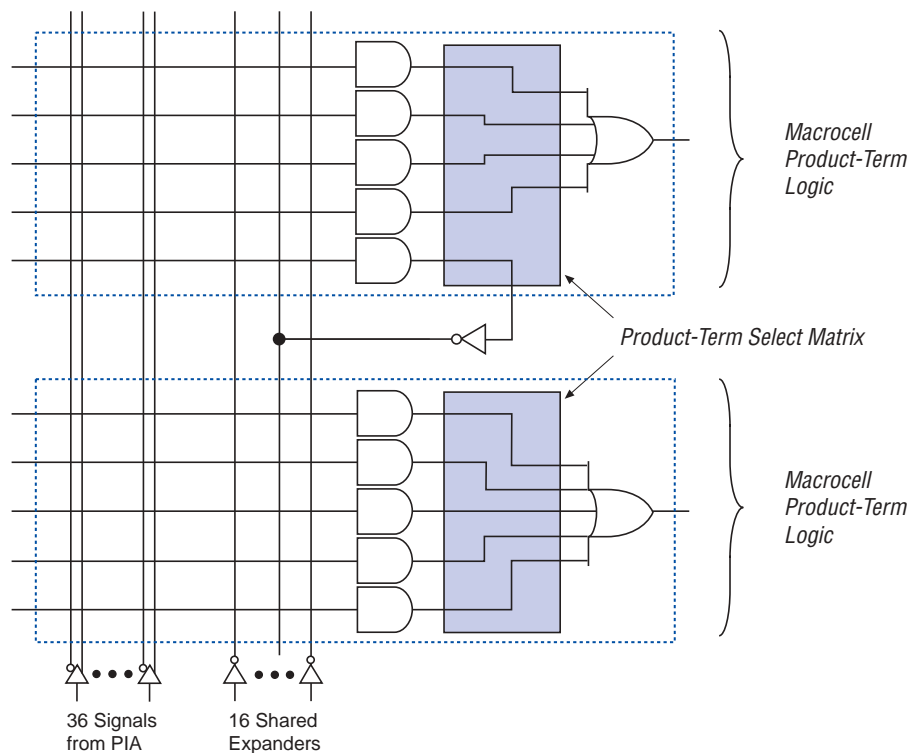 Macrocell
Product-Term
Logic
Product-Term Select Matrix
Macrocell
Product-Term
Logic
36 Signals
from PIA
16 Shared
Expanders